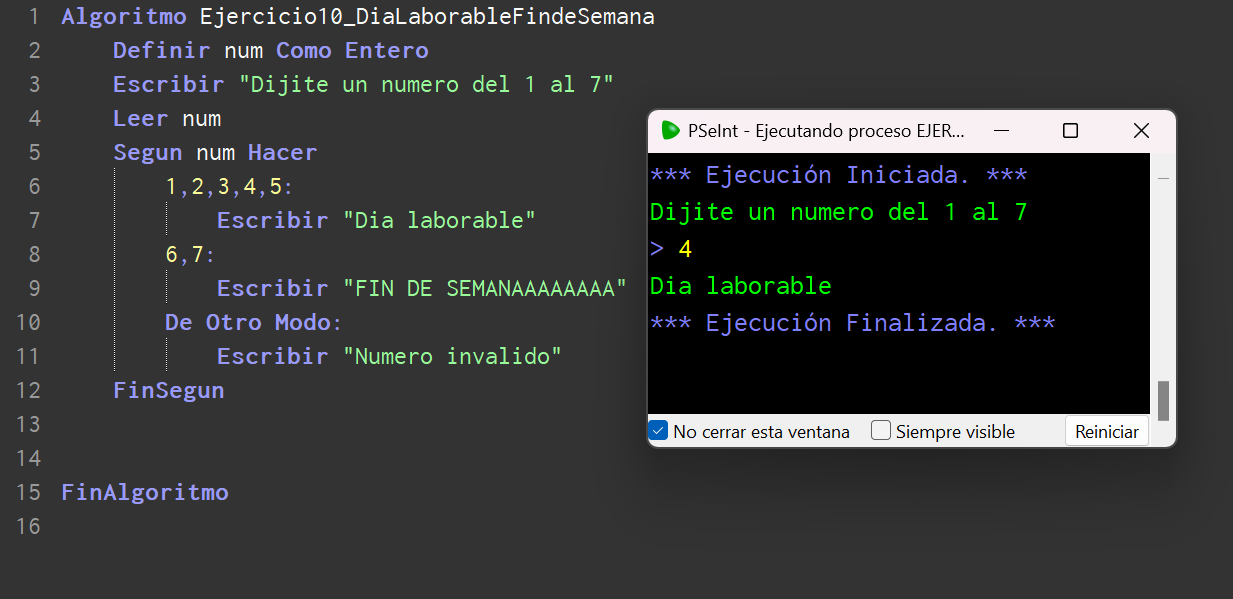 1 Algoritmo Ejercicio10_DiaLaborableFindeSemana
2 Definir num Como Entero
3 Escribir "Dijite un numero del 1 al 7"
4 Leer num
5 Segun num Hacer
6 1,2,3,4,5:
7 Escribir "Dia laborable"
8 6,7:
9 Escribir "FIN DE SEMANAAAAAAAA"
10 De Otro Modo:
11 Escribir "Numero invalido"
12 FinSegun
13
14
15 FinAlgoritmo
16
PSeInt - Ejecutando proceso EJER...
*** Ejecución Iniciada. ***
Dijite un numero del 1 al 7
> 4
Dia laborable
*** Ejecución Finalizada. ***
No cerrar esta ventana Siempre visible Reiniciar